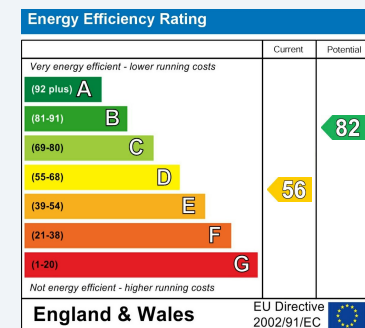 Energy Efficiency Rating
Current Potential
Very energy efficient - lower running costs
(92 plus) A
(81-91) B
82
(69-80) C
(55-68) D
56
(39-54) E
(21-38) F
(1-20) G
Not energy efficient - higher running costs
England & Wales
EU Directive
2002/91/EC